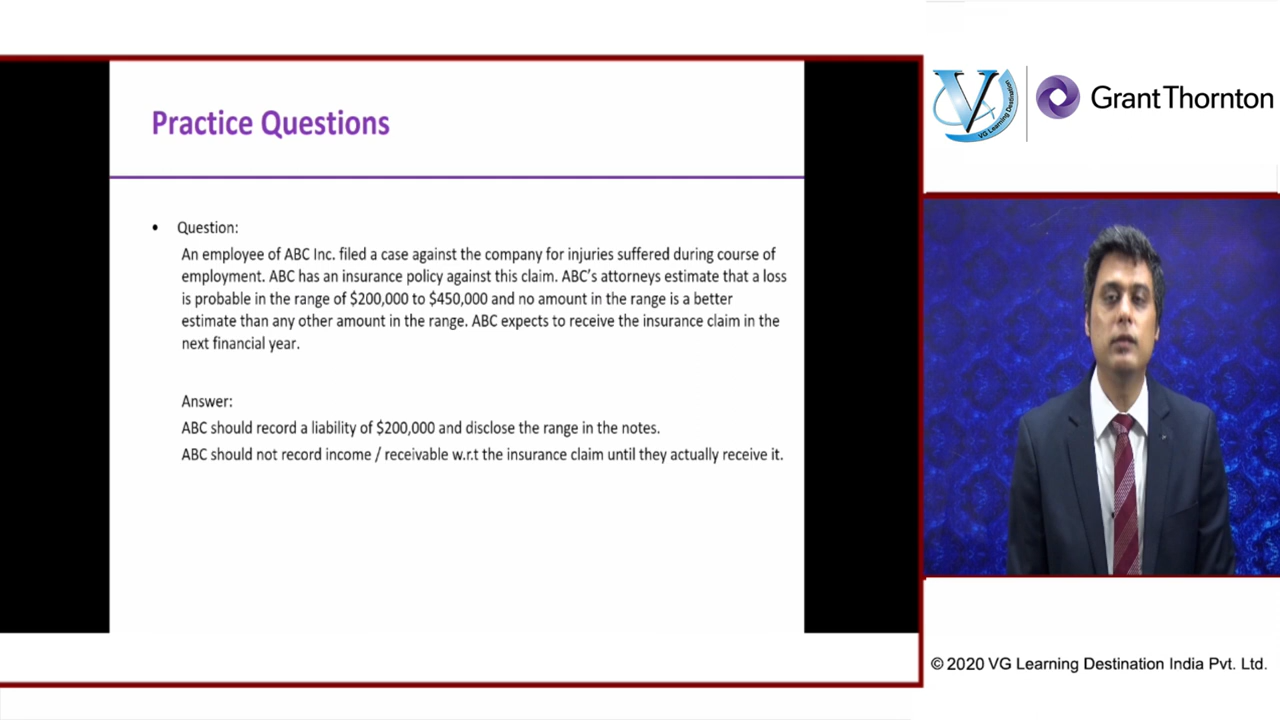 Practice Questions
• Question:
An employee of ABC Inc. filed a case against the company for injuries suffered during course of
employment. ABC has an insurance policy against this claim. ABC's attorneys estimate that a loss
is probable in the range of $200,000 to $450,000 and no amount in the range is a better
estimate than any other amount in the range. ABC expects to receive the insurance claim in the
next financial year.
Answer:
ABC should record a liability of $200,000 and disclose the range in the notes.
ABC should not record income / receivable w.r.t the insurance claim until they actually receive it.
V
VG Learning Destination
Grant Thornton
© 2020 VG Learning Destination India Pvt. Ltd.